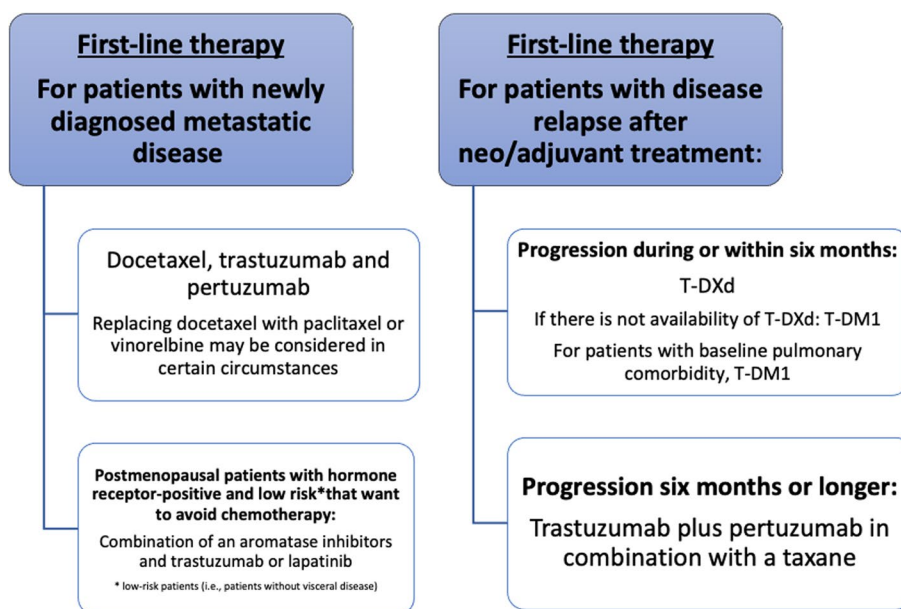 First-line therapy
For patients with newly
diagnosed metastatic
disease
Docetaxel, trastuzumab and
pertuzumab
Replacing docetaxel with paclitaxel or
vinorelbine may be considered in
certain circumstances
Postmenopausal patients with hormone
receptor-positive and low risk*that want
to avoid chemotherapy:
Combination of an aromatase inhibitors
and trastuzumab or lapatinib
* low-risk patients (i.e., patients without visceral disease)
First-line therapy
For patients with disease
relapse after
neo/adjuvant treatment:
Progression during or within six months:
T-DXd
If there is not availability of T-DXd: T-DM1
For patients with baseline pulmonary
comorbidity, T-DM1
Progression six months or longer:
Trastuzumab plus pertuzumab in
combination with a taxane